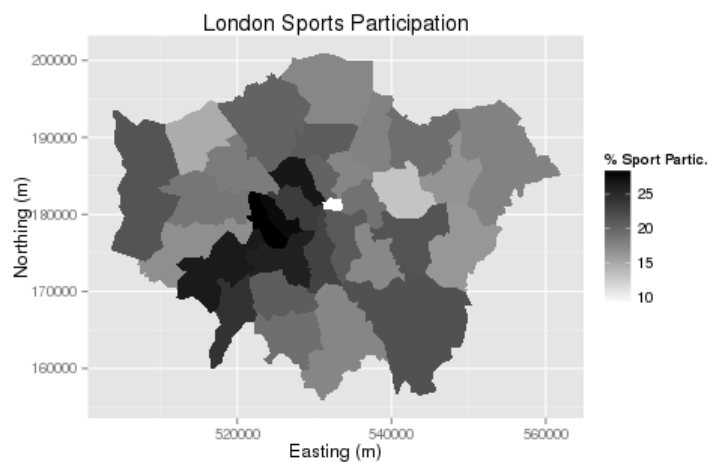 London Sports Participation
200000
190000
180000
170000
160000
Northing (m)
520000 540000 560000
Easting (m)
% Sport Partic.
25
20
15
10